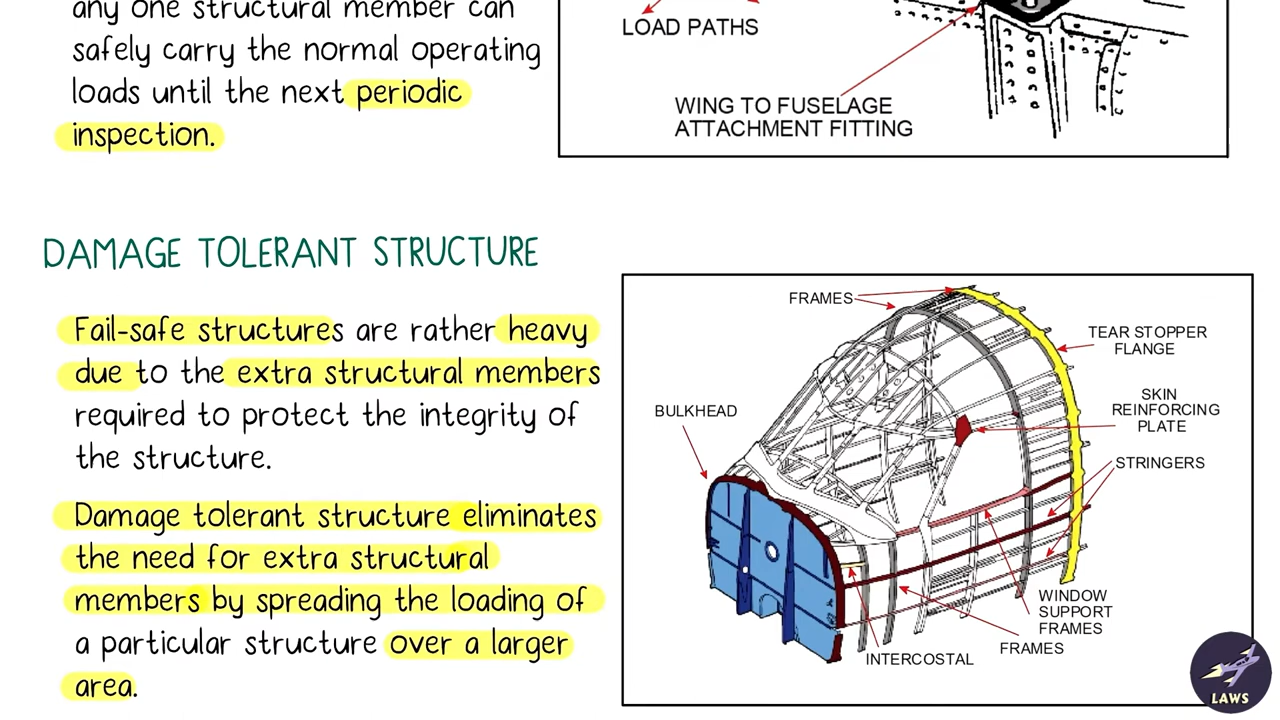 any one structural member can
safely carry the normal operating
loads until the next periodic
inspection.
LOAD PATHS
WING TO FUSELAGE
ATTACHMENT FITTING
DAMAGE TOLERANT STRUCTURE
Fail-safe structures are rather heavy
due to the extra structural members
required to protect the integrity of
the structure.
Damage tolerant structure eliminates
the need for extra structural
members by spreading the loading of
a particular structure over a larger
area.
FRAMES
TEAR STOPPER
FLANGE
SKIN
REINFORCING
PLATE
BULKHEAD
STRINGERS
WINDOW
SUPPORT
FRAMES
FRAMES
INTERCOSTAL
LAWS